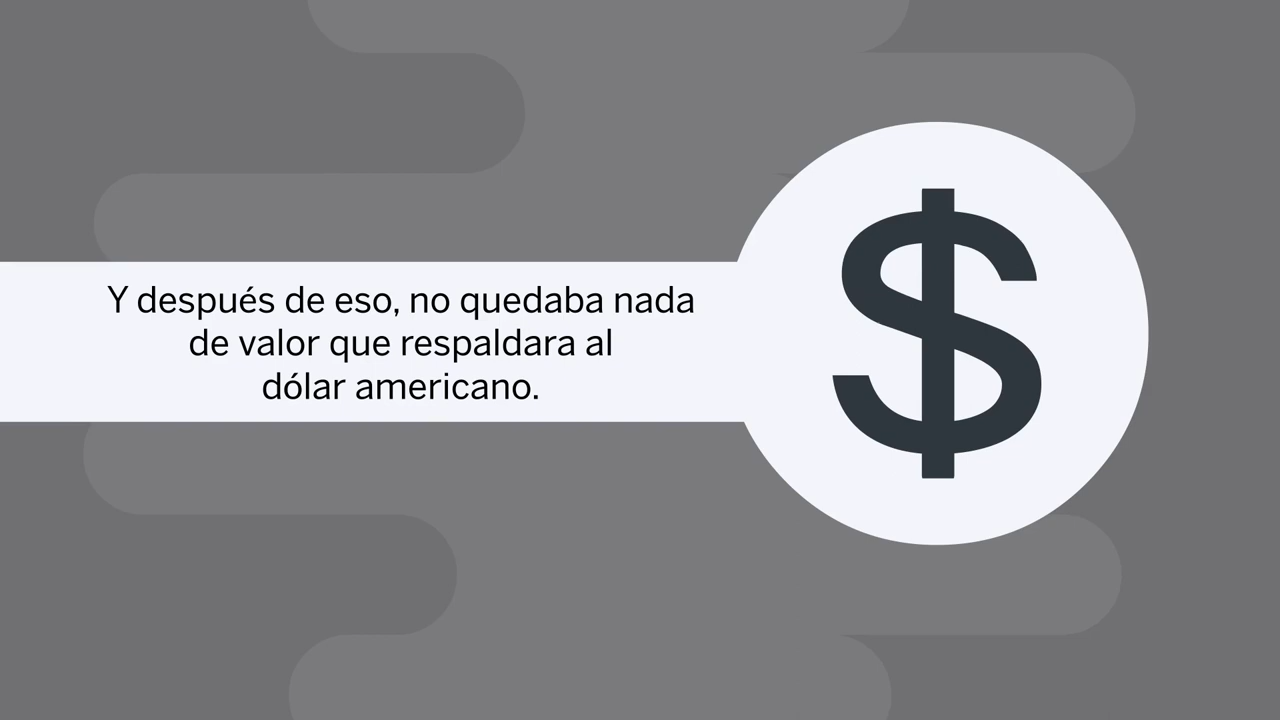 Y después de eso, no quedaba nada
de valor que respaldara al
dólar americano.
$